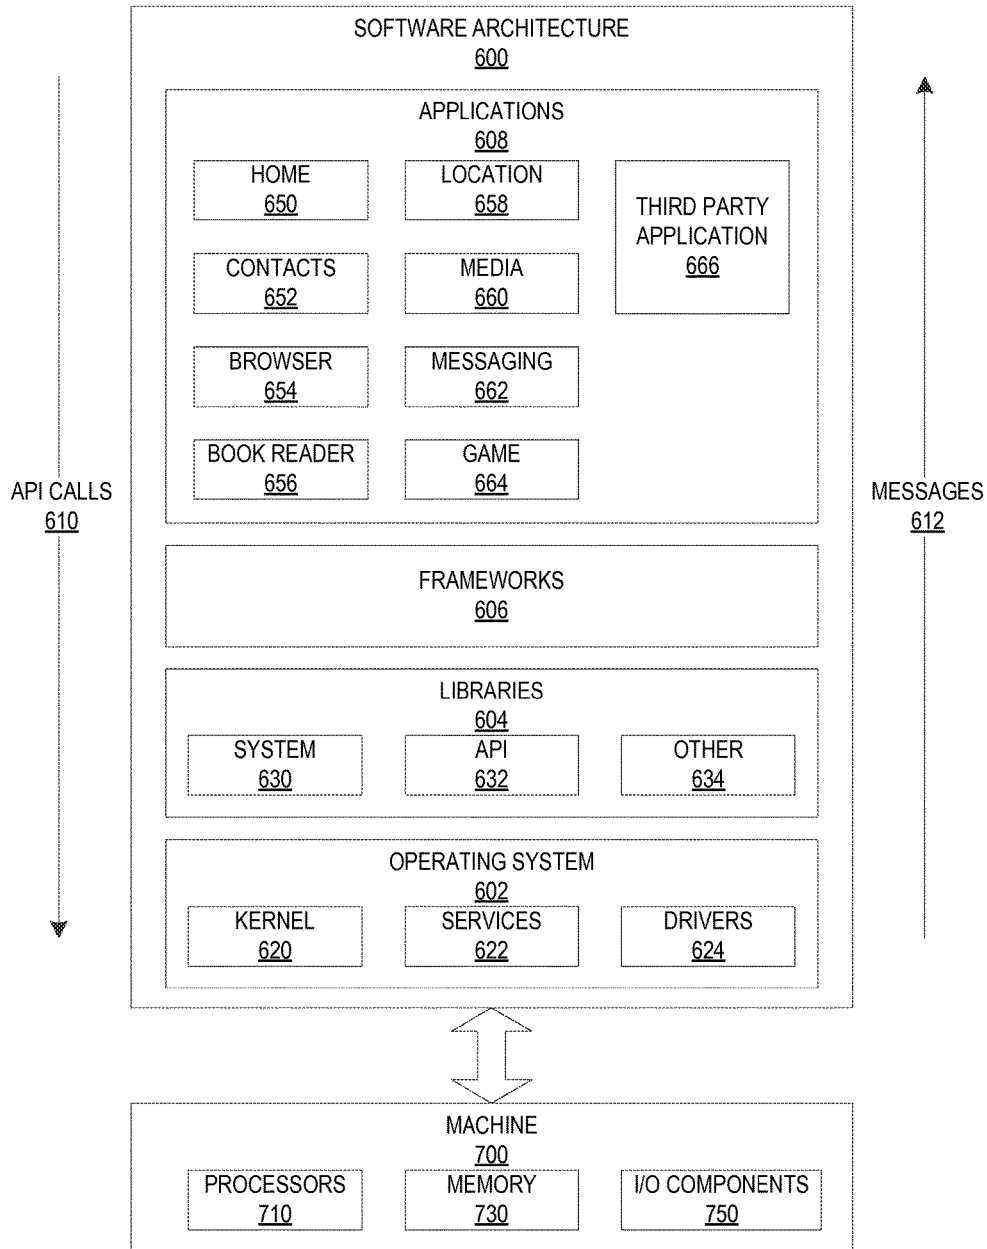 SOFTWARE ARCHITECTURE
600
APPLICATIONS
608
HOME
650
LOCATION
658
THIRD PARTY
APPLICATION
666
CONTACTS
652
MEDIA
660
BROWSER
654
MESSAGING
662
BOOK READER
656
GAME
664
API CALLS
610
MESSAGES
612
FRAMEWORKS
606
LIBRARIES
604
SYSTEM
630
API
632
OTHER
634
OPERATING SYSTEM
602
KERNEL
620
SERVICES
622
DRIVERS
624
MACHINE
700
PROCESSORS
710
MEMORY
730
I/O COMPONENTS
750